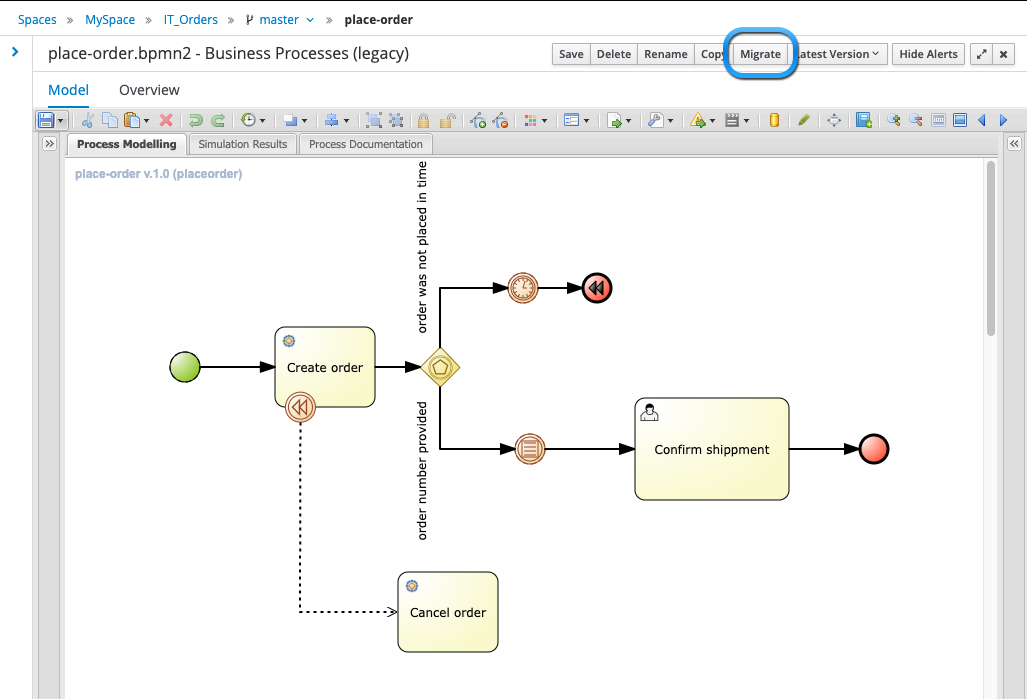 Spaces » MySpace » IT_Orders » master » place-order
place-order.bpmn2 - Business Processes (legacy)
Save Delete Rename Copy Migrate Latest Version Hide Alerts
Model Overview
Process Modelling Simulation Results Process Documentation
place-order v.1.0 (placeorder)
order was not placed in time
Create order
order number provided
Confirm shippment
Cancel order